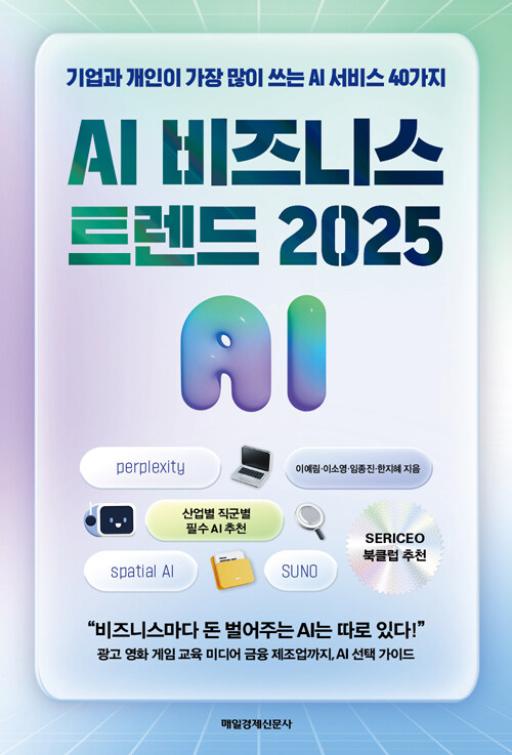 기업과 개인이 가장 많이 쓰는 AI 서비스 40가지
AI 비즈니스
트렌드 2025
AI
perplexity
이예림·이소영·임종진·한지혜 지음
산업별 직군별
필수 AI 추천
SERICEO
북클럽 추천
spatial AI
SUNO
“비즈니스마다 돈 벌어주는 AI는 따로 있다!”
광고 영화 게임 교육 미디어 금융 제조업까지, AI 선택 가이드
매일경제신문사